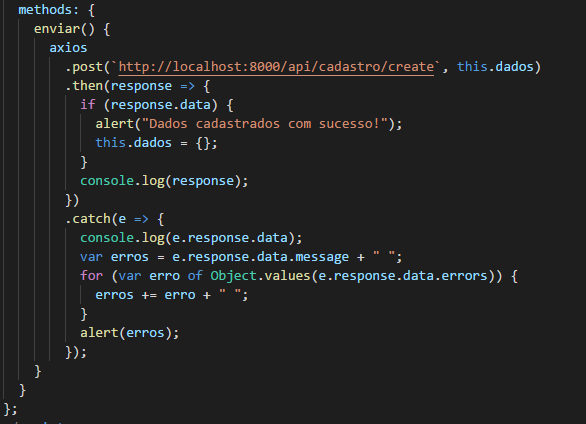 methods: {
enviar() {
axios
.post(`http://localhost:8000/api/cadastro/create`, this.dados)
.then(response => {
if (response.data) {
alert("Dados cadastrados com sucesso!");
this.dados = {};
}
console.log(response);
})
.catch(e => {
console.log(e.response.data);
var erros = e.response.data.message + " ";
for (var erro of Object.values(e.response.data.errors)) {
erros += erro + " ";
}
alert(erros);
});
}
}
};